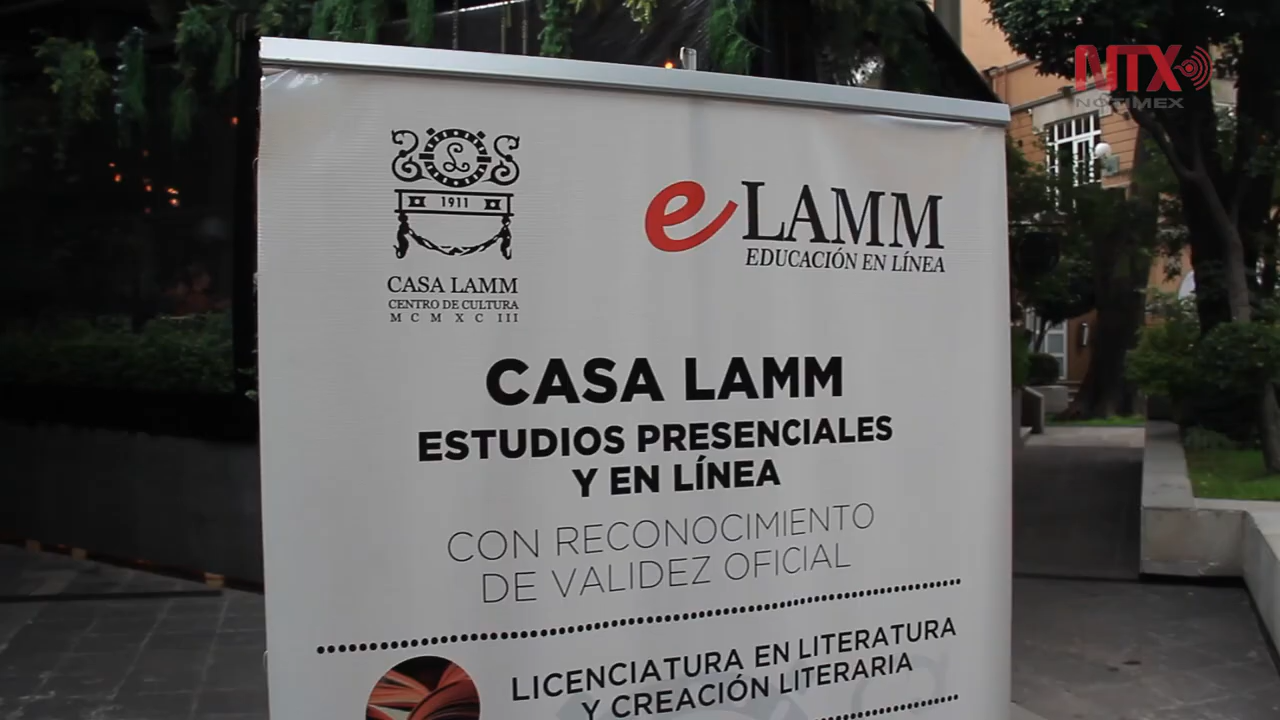 NTX
NOTIMEX
L
1911
CASA LAMM
CENTRO DE CULTURA
MCMXCIII
eLAMM
EDUCACIÓN EN LÍNEA
CASA LAMM
ESTUDIOS PRESENCIALES
Y EN LÍNEA
CON RECONOCIMIENTO
DE VALIDEZ OFICIAL
LICENCIATURA EN LITERATURA
Y CREACIÓN LITERARIA